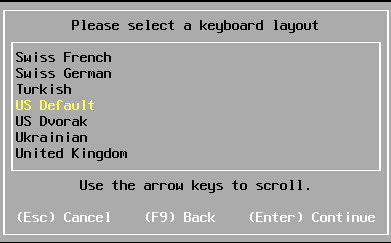 Please select a keyboard layout
Swiss French
Swiss German
Turkish
US Default
US Dvorak
Ukrainian
United Kingdom
Use the arrow keys to scroll.
(Esc) Cancel (F9) Back (Enter) Continue